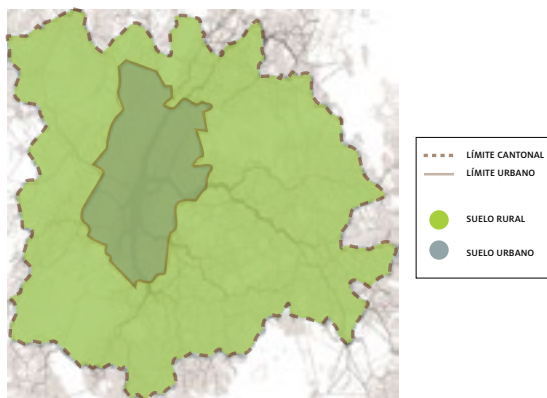 LÍMITE CANTONAL
LÍMITE URBANO
SUELO RURAL
SUELO URBANO